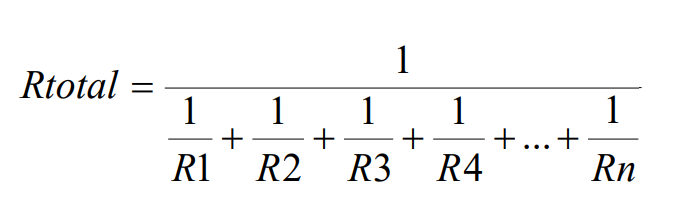 Rtotal = 1
1 1 1 1 1
+ + + +...+
R1 R2 R3 R4 Rn